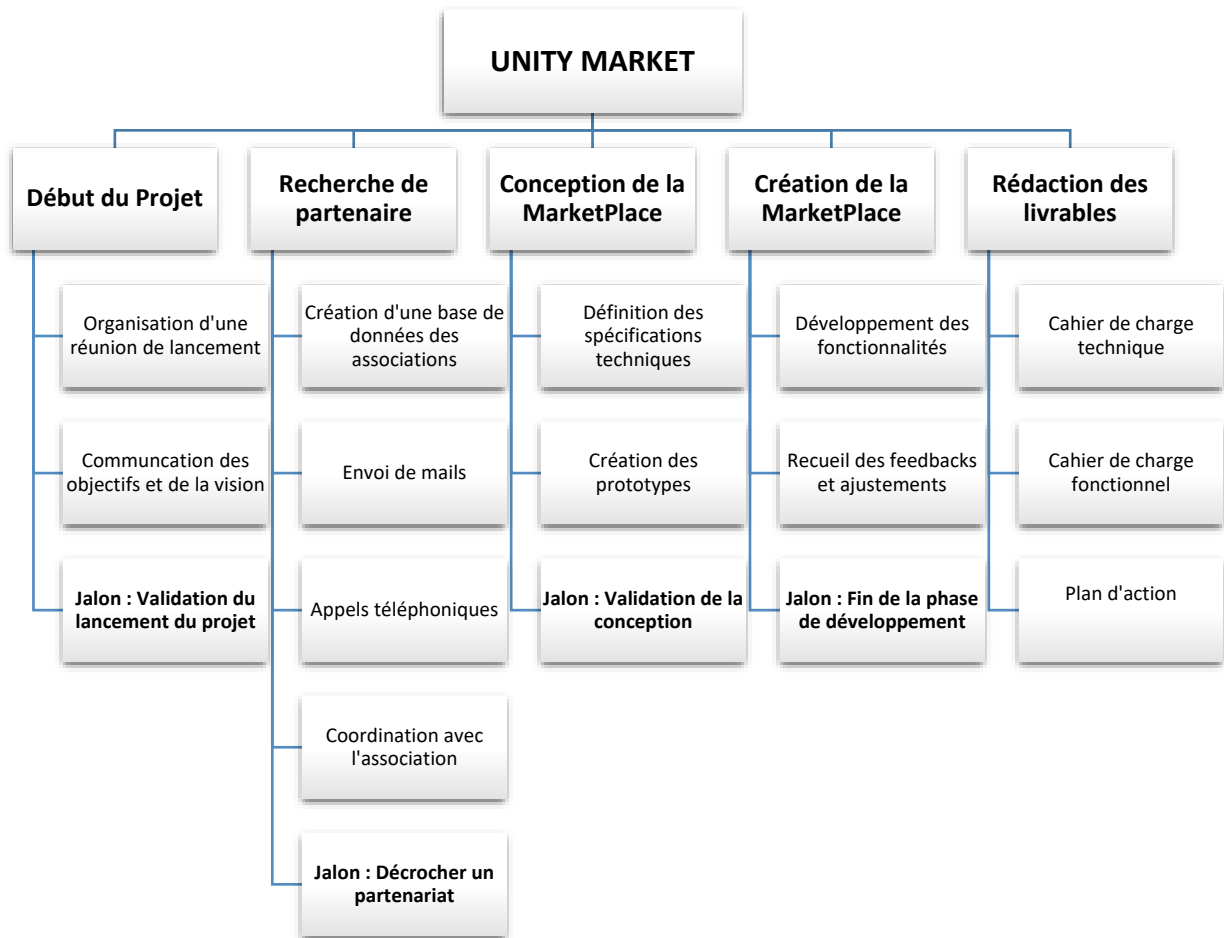 UNITY MARKET
Début du Projet
Organisation d'une
réunion de lancement
Communcation des
objectifs et de la vision
Jalon : Validation du
lancement du projet
Recherche de
partenaire
Création d'une base de
données des
associations
Envoi de mails
Appels téléphoniques
Coordination avec
l'association
Jalon : Décrocher un
partenariat
Conception de la
MarketPlace
Définition des
spécifications
techniques
Création des
prototypes
Jalon : Validation de la
conception
Création de la
MarketPlace
Développement des
fonctionnalités
Recueil des feedbacks
et ajustements
Jalon : Fin de la phase
de développement
Rédaction des
livrables
Cahier de charge
technique
Cahier de charge
fonctionnel
Plan d'action